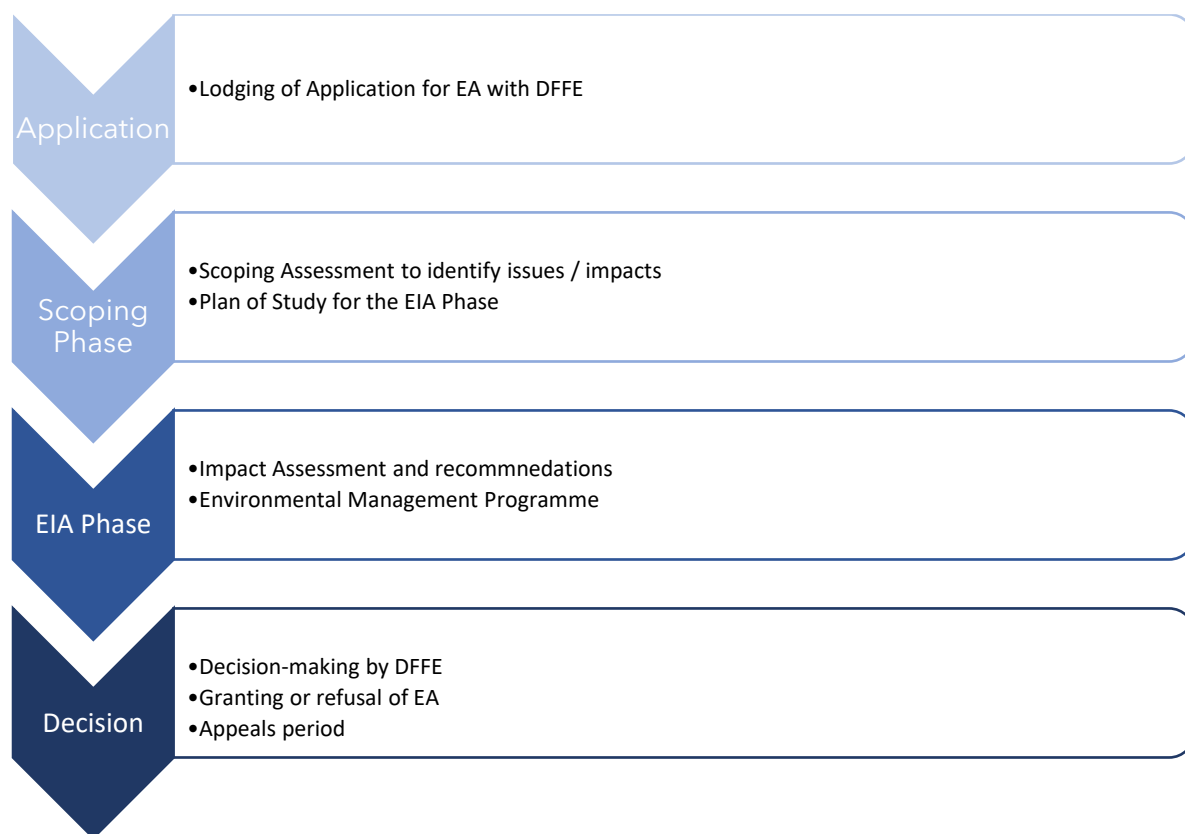 Application
•Lodging of Application for EA with DFFE
Scoping
Phase
•Scoping Assessment to identify issues / impacts
•Plan of Study for the EIA Phase
EIA Phase
•Impact Assessment and recommnedations
•Environmental Management Programme
Decision
•Decision-making by DFFE
•Granting or refusal of EA
•Appeals period